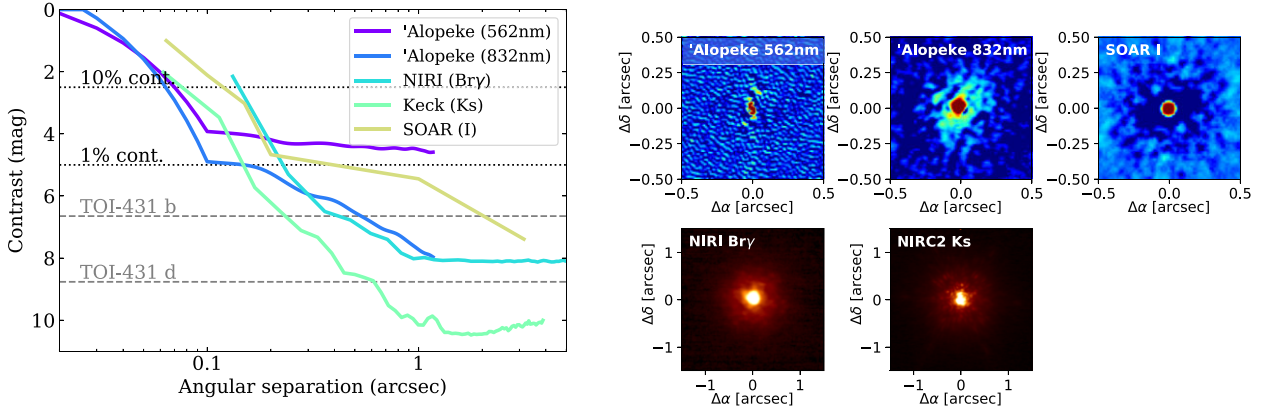 0
2
4
6
8
10
Contrast (mag)
10% cont.
1% cont.
TOI-431 b
TOI-431 d
'Alopeke (562nm)
'Alopeke (832nm)
NIRI (Brγ)
Keck (Ks)
SOAR (I)
0.1
1
Angular separation (arcsec)
'Alopeke 562nm
0.50
0.25
0.00
−0.25
−0.50
Δδ [arcsec]
−0.5
0.0
0.5
Δα [arcsec]
'Alopeke 832nm
0.50
0.25
0.00
−0.25
−0.50
Δδ [arcsec]
−0.5
0.0
0.5
Δα [arcsec]
SOAR I
0.50
0.25
0.00
−0.25
−0.50
Δδ [arcsec]
−0.5
0.0
0.5
Δα [arcsec]
NIRI Brγ
1
0
−1
Δδ [arcsec]
−1
0
1
Δα [arcsec]
NIRC2 Ks
1
0
−1
Δδ [arcsec]
−1
0
1
Δα [arcsec]